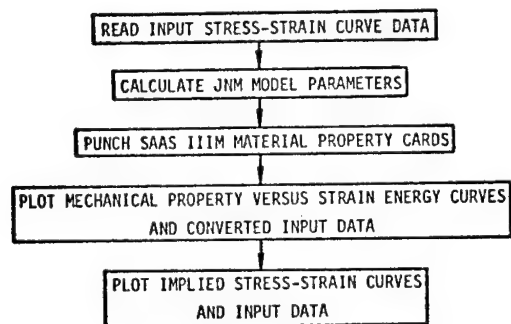 READ INPUT STRESS-STRAIN CURVE DATA
CALCULATE JNM MODEL PARAMETERS
PUNCH SAAS IIIM MATERIAL PROPERTY CARDS
PLOT MECHANICAL PROPERTY VERSUS STRAIN ENERGY CURVES
AND CONVERTED INPUT DATA
PLOT IMPLIED STRESS-STRAIN CURVES
AND INPUT DATA